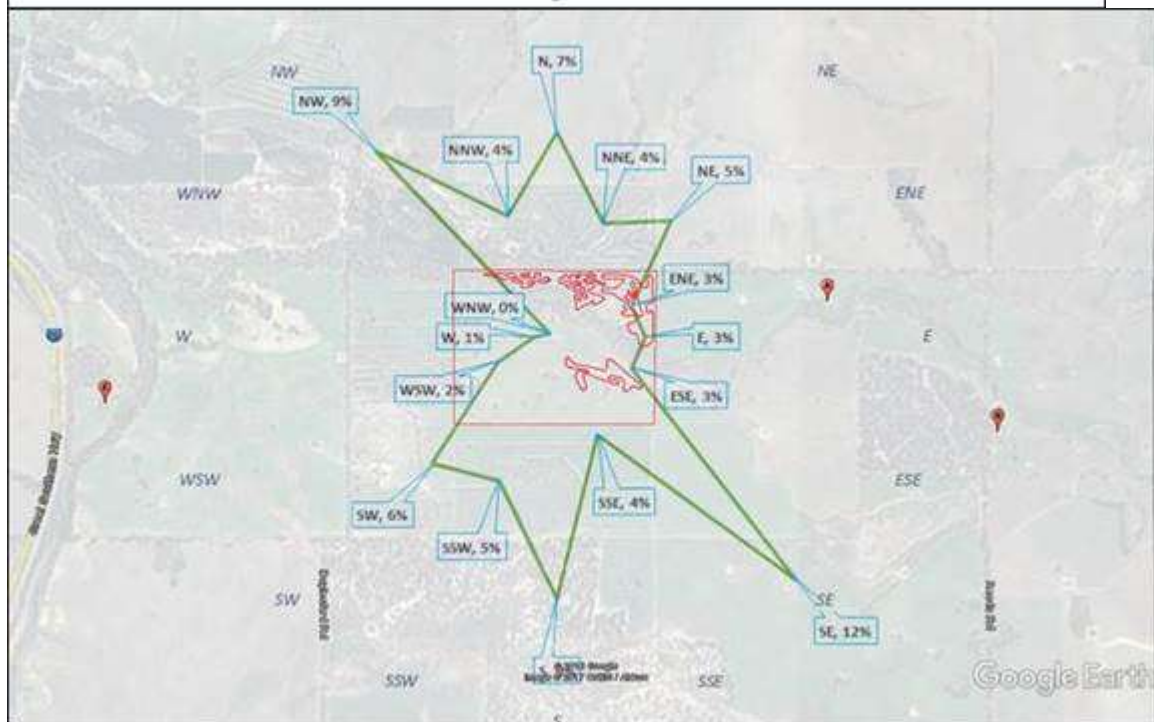 N, 7%
NW
NE
NW, 9%
NNW, 4%
NNE, 4%
NE, 5%
WNW
ENE
ENE, 3%
WNW, 0%
W
W, 1%
E, 3%
E
WSW, 2%
ESE, 3%
WSW
ESE
SSE, 4%
SW, 6%
SSW, 5%
SW
SE
SE, 12%
SSW
SSE
Google Earth
S